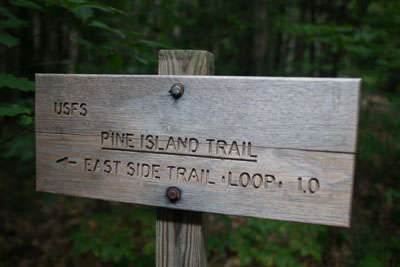 USFS
PINE ISLAND TRAIL
← EAST SIDE TRAIL · LOOP · 1.0